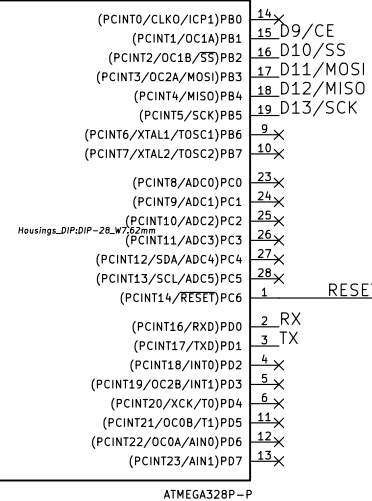 (PCINT0/CLKO/ICP1)PB0 14
(PCINT1/OC1A)PB1 15 D9/CE
(PCINT2/OC1B/SS)PB2 16 D10/SS
(PCINT3/OC2A/MOSI)PB3 17 D11/MOSI
(PCINT4/MISO)PB4 18 D12/MISO
(PCINT5/SCK)PB5 19 D13/SCK
(PCINT6/XTAL1/TOSC1)PB6 9
(PCINT7/XTAL2/TOSC2)PB7 10
(PCINT8/ADC0)PC0 23
(PCINT9/ADC1)PC1 24
(PCINT10/ADC2)PC2 25
Housings_DIP:DIP-28_W7.62mm
(PCINT11/ADC3)PC3 26
(PCINT12/SDA/ADC4)PC4 27
(PCINT13/SCL/ADC5)PC5 28
(PCINT14/RESET)PC6 1 RESE
(PCINT16/RXD)PD0 2 RX
(PCINT17/TXD)PD1 3 TX
(PCINT18/INT0)PD2 4
(PCINT19/OC2B/INT1)PD3 5
(PCINT20/XCK/T0)PD4 6
(PCINT21/OC0B/T1)PD5 11
(PCINT22/OC0A/AIN0)PD6 12
(PCINT23/AIN1)PD7 13
ATMEGA328P-P